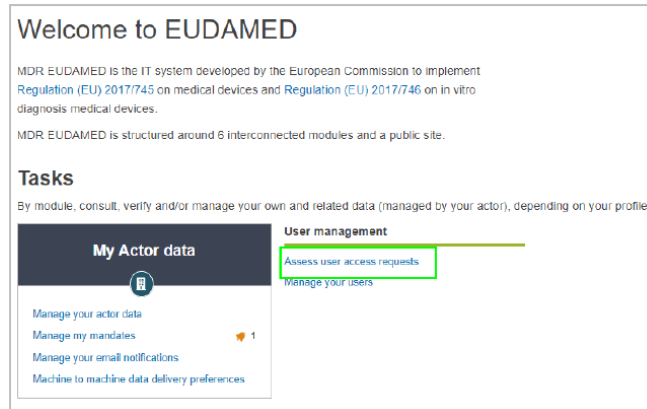 Welcome to EUDAMED
MDR EUDAMED is the IT system developed by the European Commission to implement
Regulation (EU) 2017/745 on medical devices and Regulation (EU) 2017/746 on in vitro
diagnosis medical devices.
MDR EUDAMED is structured around 6 interconnected modules and a public site.
Tasks
By module, consult, verify and/or manage your own and related data (managed by your actor), depending on your profile
My Actor data
Manage your actor data
Manage my mandates 1
Manage your email notifications
Machine to machine data delivery preferences
User management
Assess user access requests
Manage your users